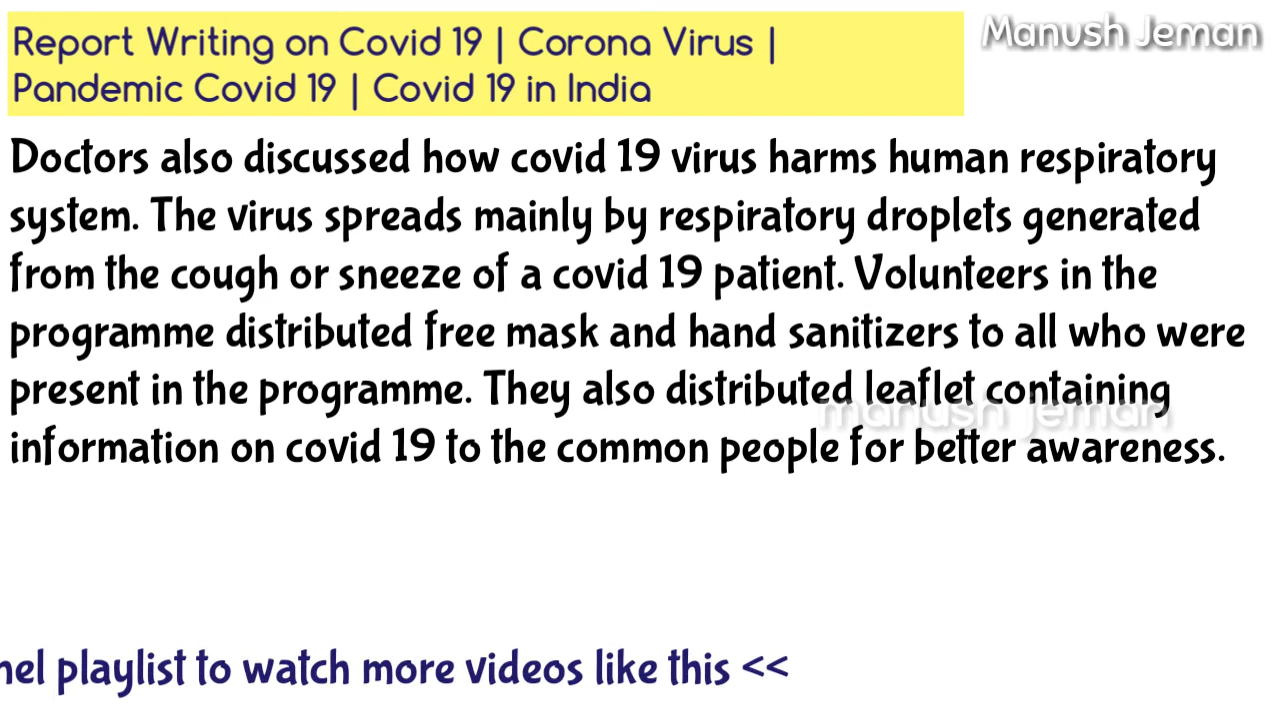 Report Writing on Covid 19 | Corona Virus |
Manush Jeman
Pandemic Covid 19 | Covid 19 in India
Doctors also discussed how covid 19 virus harms human respiratory
system. The virus spreads mainly by respiratory droplets generated
from the cough or sneeze of a covid 19 patient. Volunteers in the
programme distributed free mask and hand sanitizers to all who were
present in the programme. They also distributed leaflet containing
manush jeman
information on covid 19 to the common people for better awareness.
nel playlist to watch more videos like this <<